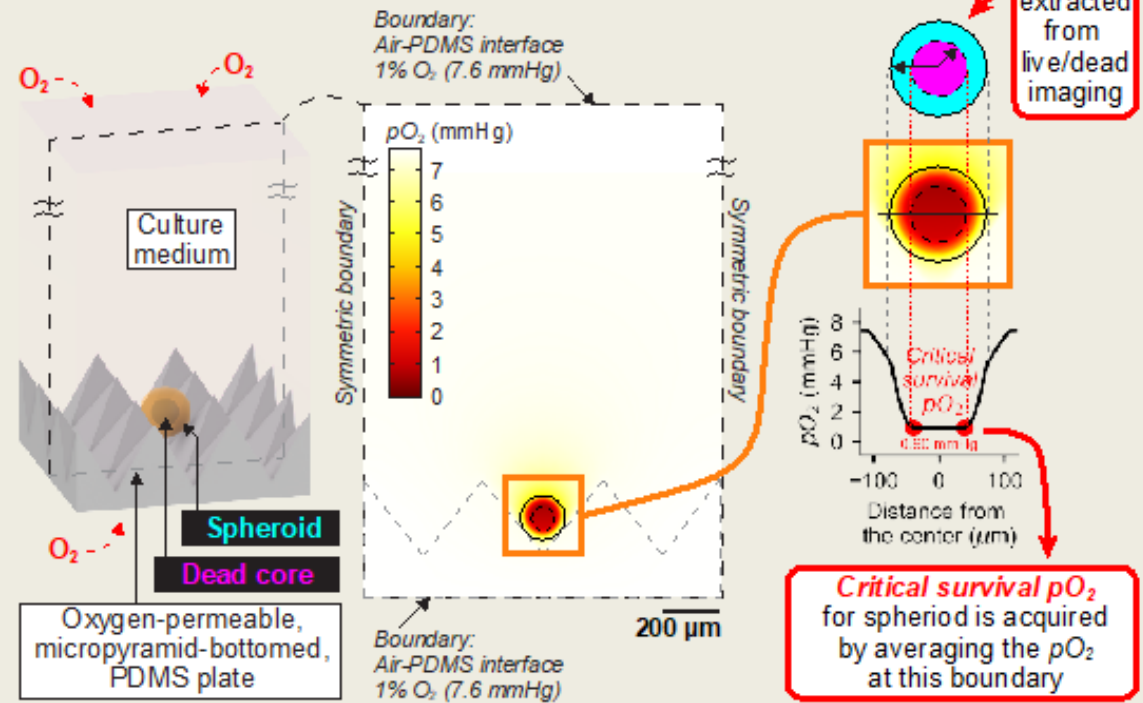 Boundary:
Air-PDMS interface
1% O₂ (7.6 mmHg)
extracted
from
live/dead
imaging
O₂
O₂
pO₂ (mmHg)
7
6
5
4
3
2
1
0
Culture
medium
Symmetric boundary
Symmetric boundary
pO₂ (mmHg)
8
6
4
2
0
Critical
survival
pO₂
0.90 mmHg
−100 0 100
Distance from
the center (μm)
O₂
Spheroid
Dead core
Oxygen-permeable,
micropyramid-bottomed,
PDMS plate
Boundary:
Air-PDMS interface
1% O₂ (7.6 mmHg)
200 μm
Critical survival pO₂
for spheriod is acquired
by averaging the pO₂
at this boundary